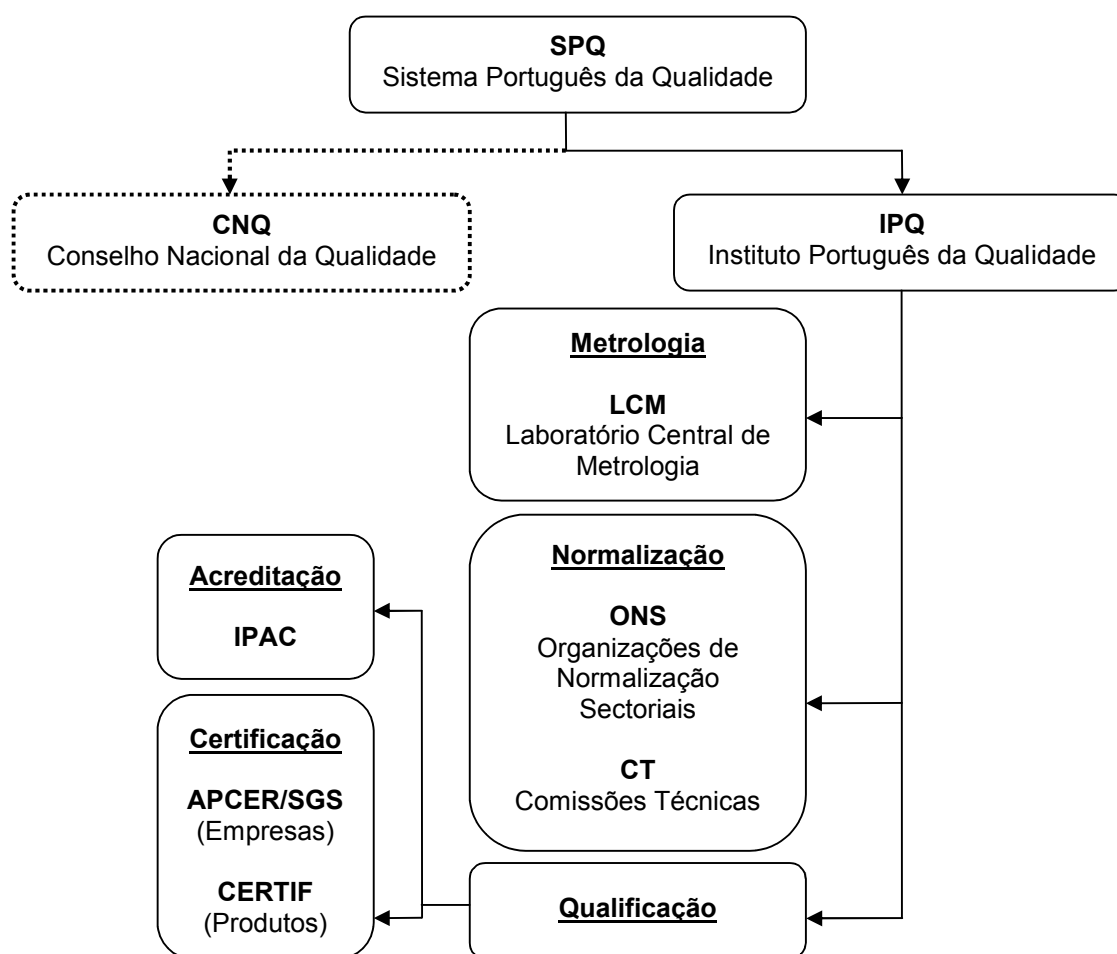 SPQ
Sistema Português da Qualidade
CNQ
Conselho Nacional da Qualidade
IPQ
Instituto Português da Qualidade
Metrologia
LCM
Laboratório Central de
Metrologia
Normalização
ONS
Organizações de
Normalização
Sectoriais
CT
Comissões Técnicas
Acreditação
IPAC
Certificação
APCER/SGS
(Empresas)
CERTIF
(Produtos)
Qualificação